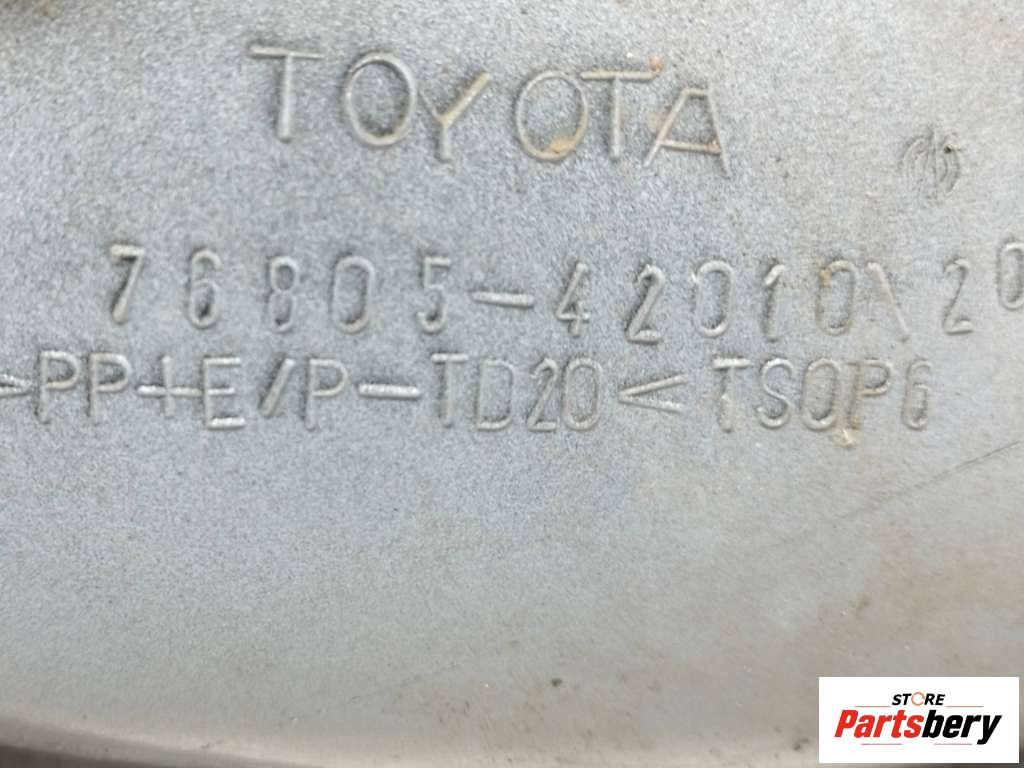 TOYOTA
76805-42010\20
>PP+E/P-TD20< TSOP6
STORE
Partsbery